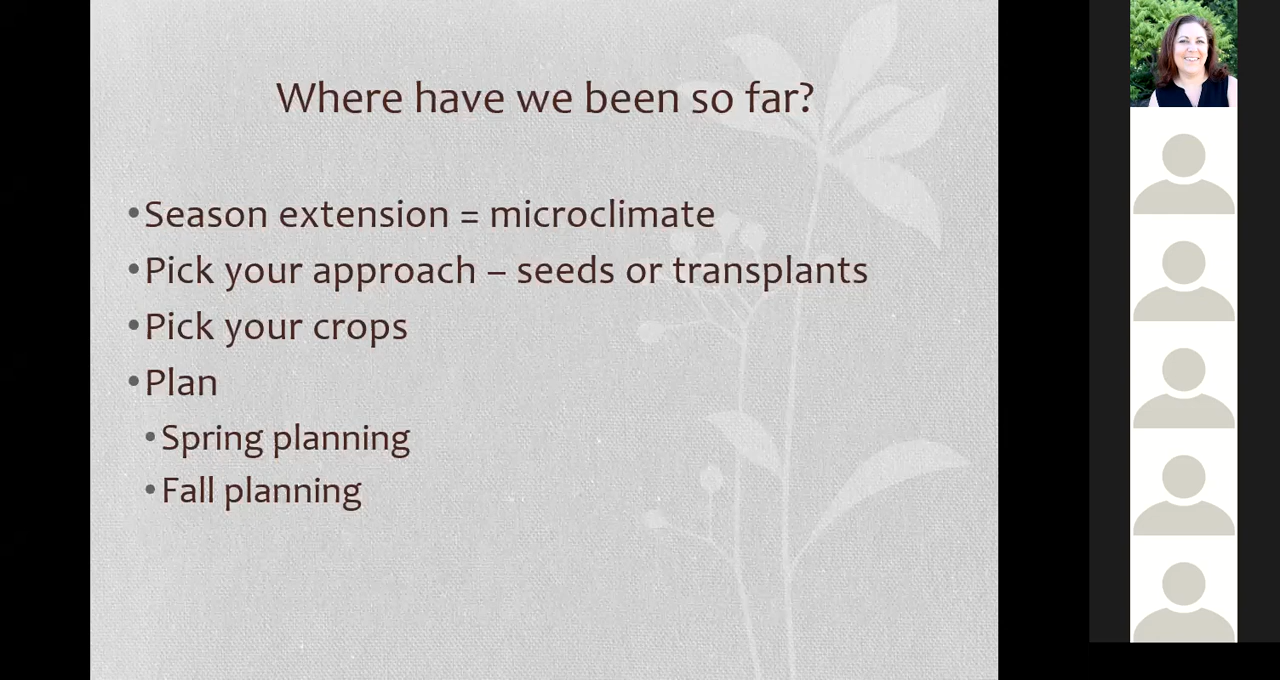 Where have we been so far?
•Season extension = microclimate
•Pick your approach – seeds or transplants
•Pick your crops
•Plan
•Spring planning
•Fall planning